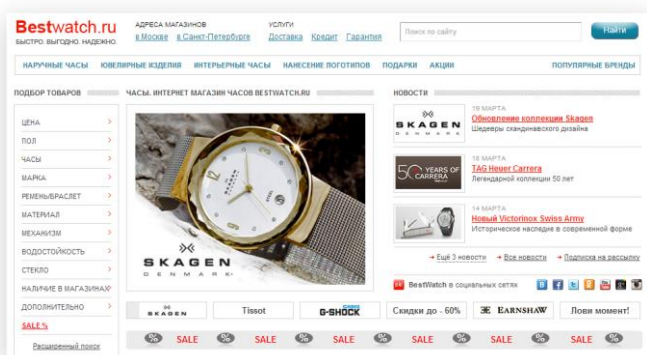 Bestwatch.ru
БЫСТРО. ВЫГОДНО. НАДЕЖНО.
АДРЕСА МАГАЗИНОВ
в Москве в Санкт-Петербурге
УСЛУГИ
Доставка Кредит Гарантия
Поиск по сайту
Найти
НАРУЧНЫЕ ЧАСЫ ЮВЕЛИРНЫЕ ИЗДЕЛИЯ ИНТЕРЬЕРНЫЕ ЧАСЫ НАНЕСЕНИЕ ЛОГОТИПОВ ПОДАРКИ АКЦИИ ПОПУЛЯРНЫЕ БРЕНДЫ
ПОДБОР ТОВАРОВ
ЦЕНА
ПОЛ
ЧАСЫ
МАРКА
РЕМЕНЬ/БРАСЛЕТ
МАТЕРИАЛ
МЕХАНИЗМ
ВОДОСТОЙКОСТЬ
СТЕКЛО
НАЛИЧИЕ В МАГАЗИНАХ
ДОПОЛНИТЕЛЬНО
SALE %
Расширенный поиск
ЧАСЫ. ИНТЕРНЕТ МАГАЗИН ЧАСОВ BESTWATCH.RU
SKAGEN
DENMARK
НОВОСТИ
SKAGEN
DENMARK
19 МАРТА
Обновление коллекции Skagen
Шедевры скандинавского дизайна
50 YEARS OF
CARRERA
18 МАРТА
TAG Heuer Carrera
Легендарной коллекции 50 лет
14 МАРТА
Новый Victorinox Swiss Army
Историческое наследие в современной форме
Ещё 3 новости Все новости Подписка на рассылку
BestWatch в социальных сетях
SKAGEN
Tissot
CASIO
G-SHOCK
Скидки до - 60%
EARNSHAW
Лови момент!
% SALE % SALE % SALE % SALE % SALE % SALE %